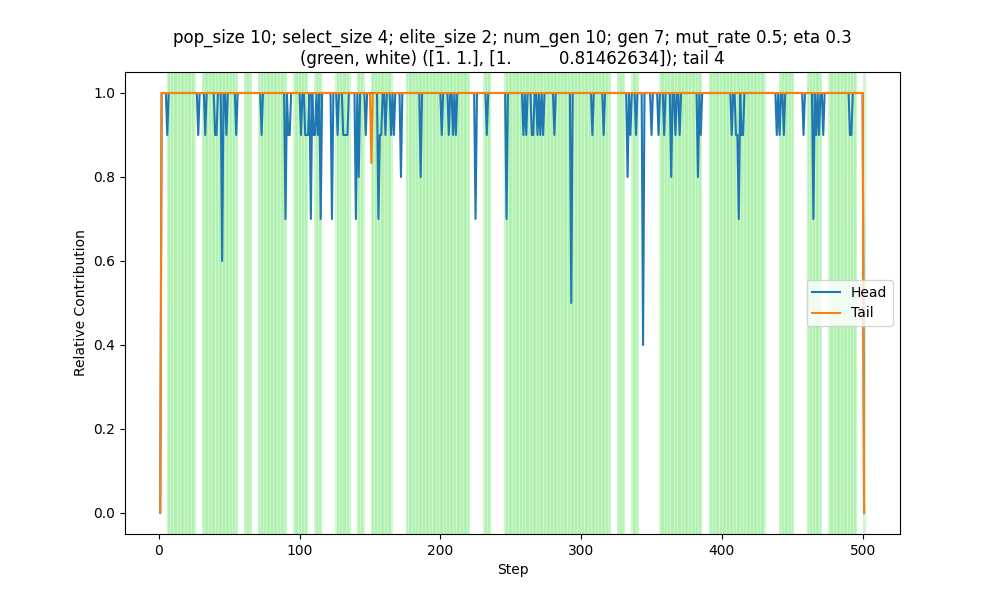 pop_size 10; select_size 4; elite_size 2; num_gen 10; gen 7; mut_rate 0.5; eta 0.3
(green, white) ([1. 1.], [1.          0.81462634]); tail 4
1.0
0.8
0.6
0.4
0.2
0.0
Relative Contribution
Head
Tail
0
100
200
300
400
500
Step